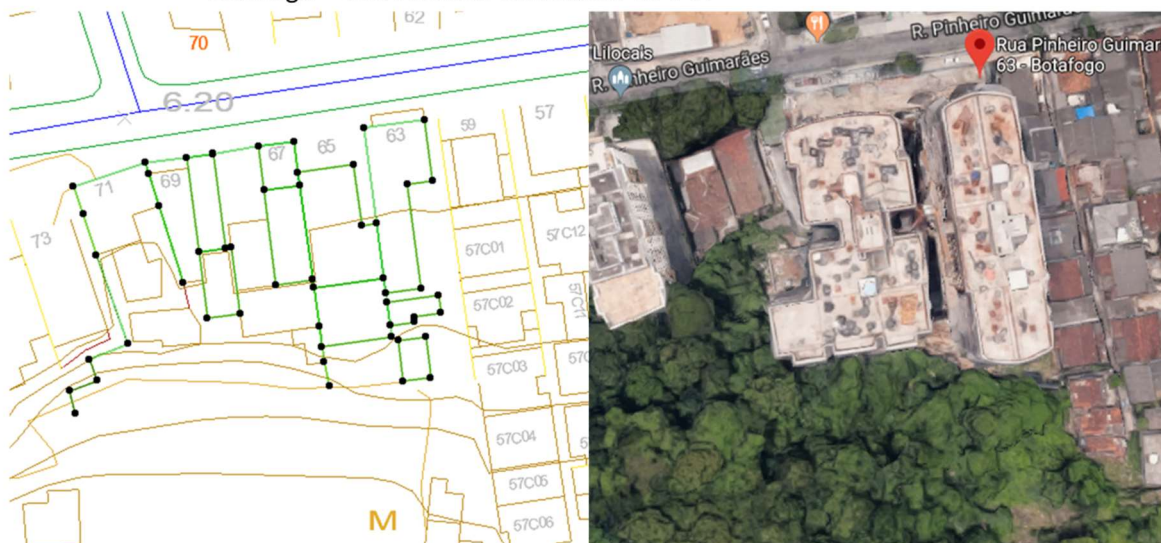 62
70
6.20
57
59
63
65
67
69
71
73
57C01
57C12
57C02
57C11
57C03
57C04
57C05
57C06
M
R. Pinheiro Guimarães
Lilocais
R. Pinheiro Guimarães
Rua Pinheiro Guimar
63 - Botafogo